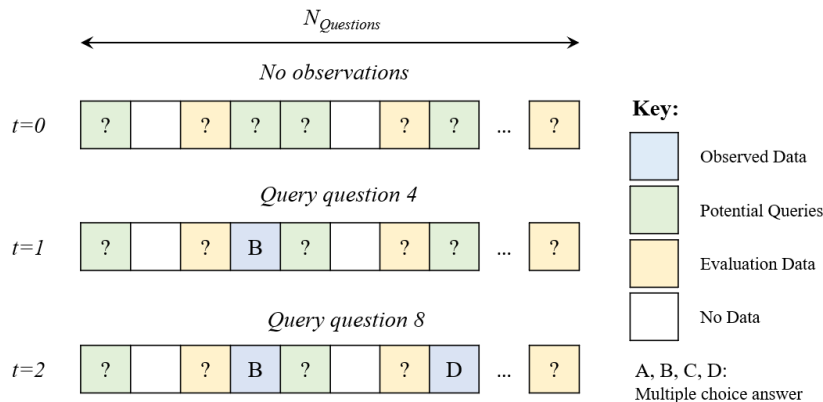 N_Questions
No observations
t=0 ? ? ? ? ? ? ... ?
Query question 4
t=1 ? ? B ? ? ? ... ?
Query question 8
t=2 ? ? B ? ? D ... ?
Key:
Observed Data
Potential Queries
Evaluation Data
No Data
A, B, C, D:
Multiple choice answer